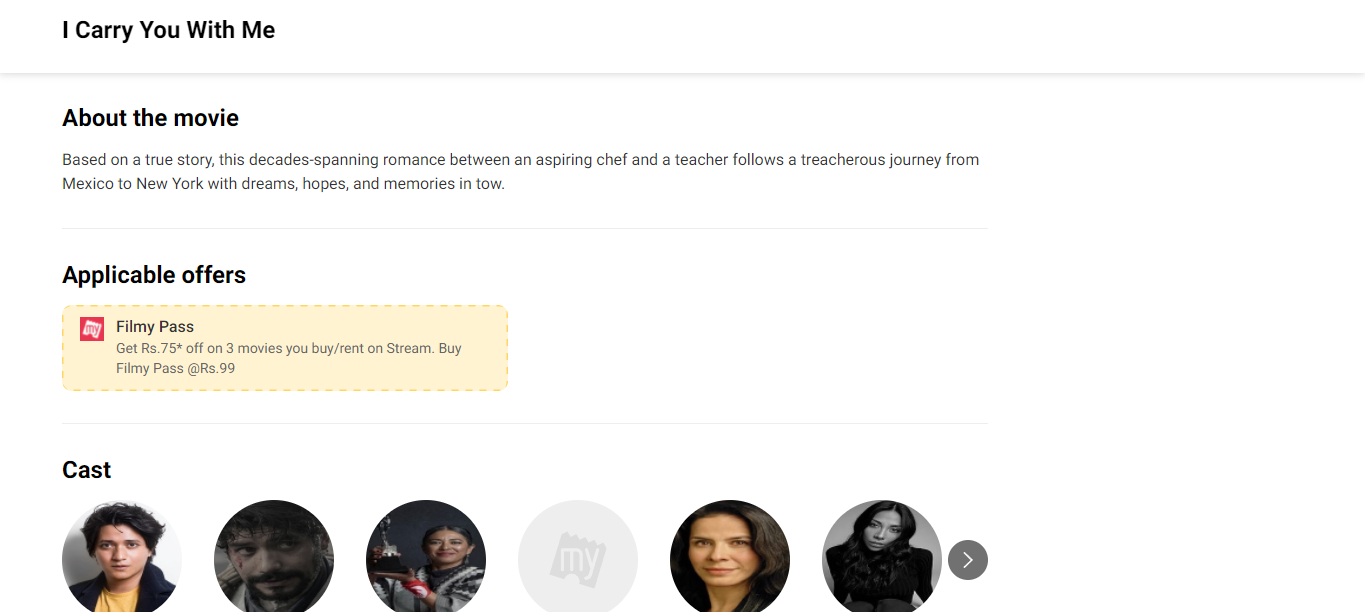 I Carry You With Me
About the movie
Based on a true story, this decades-spanning romance between an aspiring chef and a teacher follows a treacherous journey from
Mexico to New York with dreams, hopes, and memories in tow.
Applicable offers
my
Filmy Pass
Get Rs.75* off on 3 movies you buy/rent on Stream. Buy
Filmy Pass @Rs.99
Cast
my